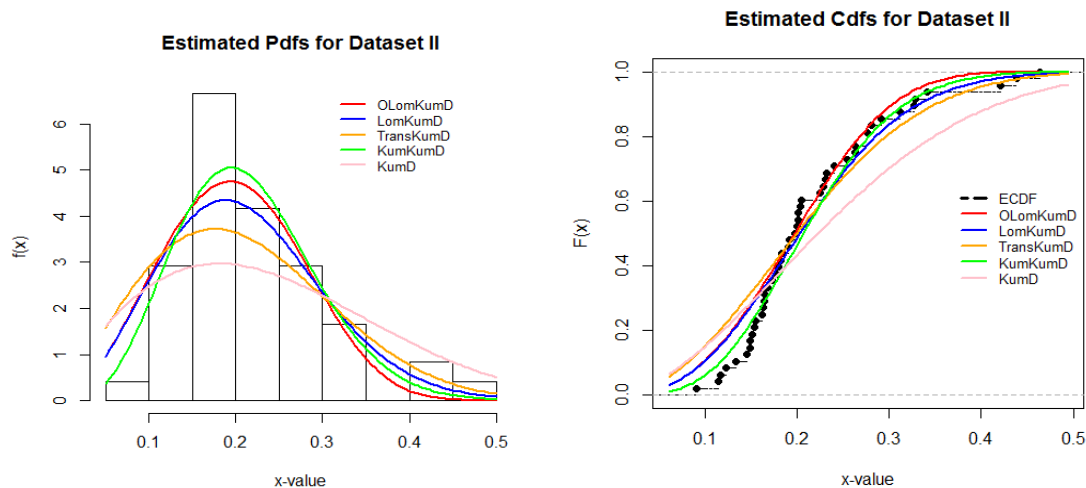 Estimated Pdfs for Dataset II
OLomKumD
LomKumD
TransKumD
KumKumD
KumD
f(x)
6
5
4
3
2
1
0
0.1 0.2 0.3 0.4 0.5
x-value
Estimated Cdfs for Dataset II
F(x)
1.0
0.8
0.6
0.4
0.2
0.0
ECDF
OLomKumD
LomKumD
TransKumD
KumKumD
KumD
0.1 0.2 0.3 0.4 0.5
x-value